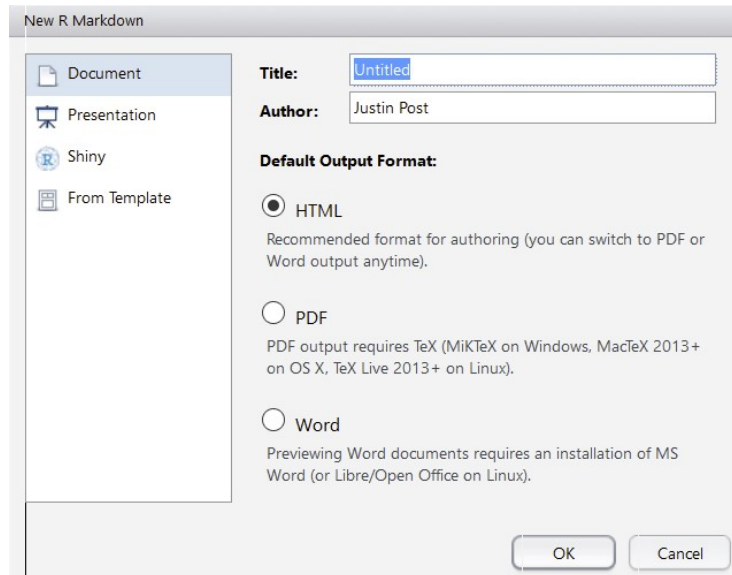 New R Markdown
Document
Presentation
R Shiny
From Template
Title: Untitled
Author: Justin Post
Default Output Format:
HTML
Recommended format for authoring (you can switch to PDF or
Word output anytime).
PDF
PDF output requires TeX (MiKTeX on Windows, MacTeX 2013+
on OS X, TeX Live 2013+ on Linux).
Word
Previewing Word documents requires an installation of MS
Word (or Libre/Open Office on Linux).
OK Cancel